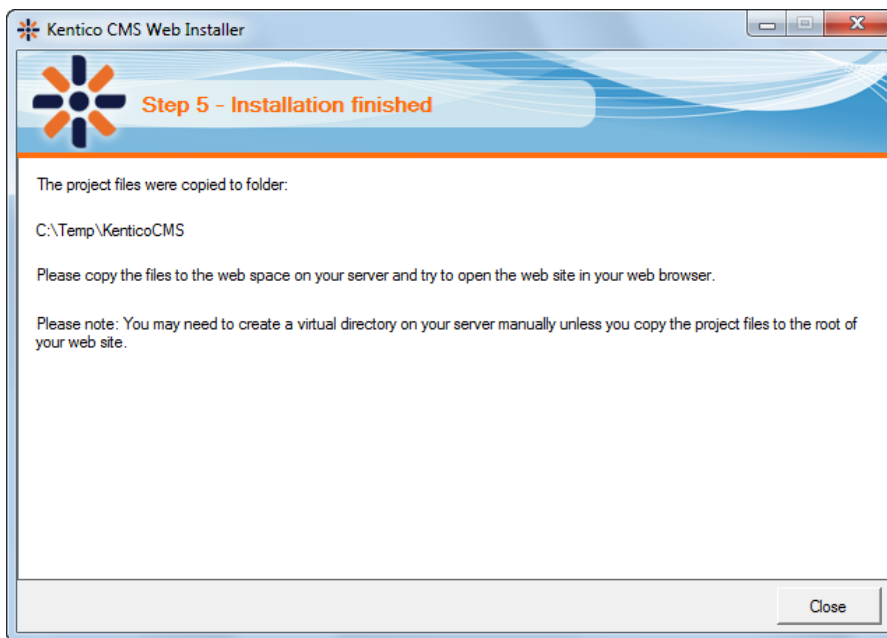 Kentico CMS Web Installer
Step 5 - Installation finished
The project files were copied to folder:
C:\Temp\KenticoCMS
Please copy the files to the web space on your server and try to open the web site in your web browser.
Please note: You may need to create a virtual directory on your server manually unless you copy the project files to the root of
your web site.
Close